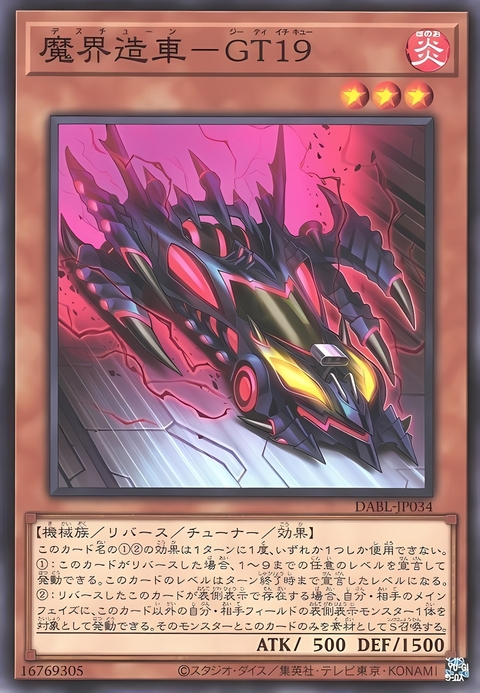 デスチューン ジーティイチキュー
魔界造車－GT19
ほのお
炎
DABL-JP034
【機械族／リバース／チューナー／効果】
このカード名の①②の効果は１ターンに１度、いずれか１つしか使用できない。
①：このカードがリバースした場合、１～９までの任意のレベルを宣言して
発動できる。このカードのレベルはターン終了時まで宣言したレベルになる。
②：リバースしたこのカードが表側表示で存在する場合、自分・相手のメイン
フェイズに、このカード以外の自分・相手フィールドの表側表示モンスター１体を
対象として発動できる。そのモンスターとこのカードのみを素材としてS召喚する。
ATK/ 500 DEF/1500
16769305
©スタジオ・ダイス／集英社・テレビ東京・KONAMI